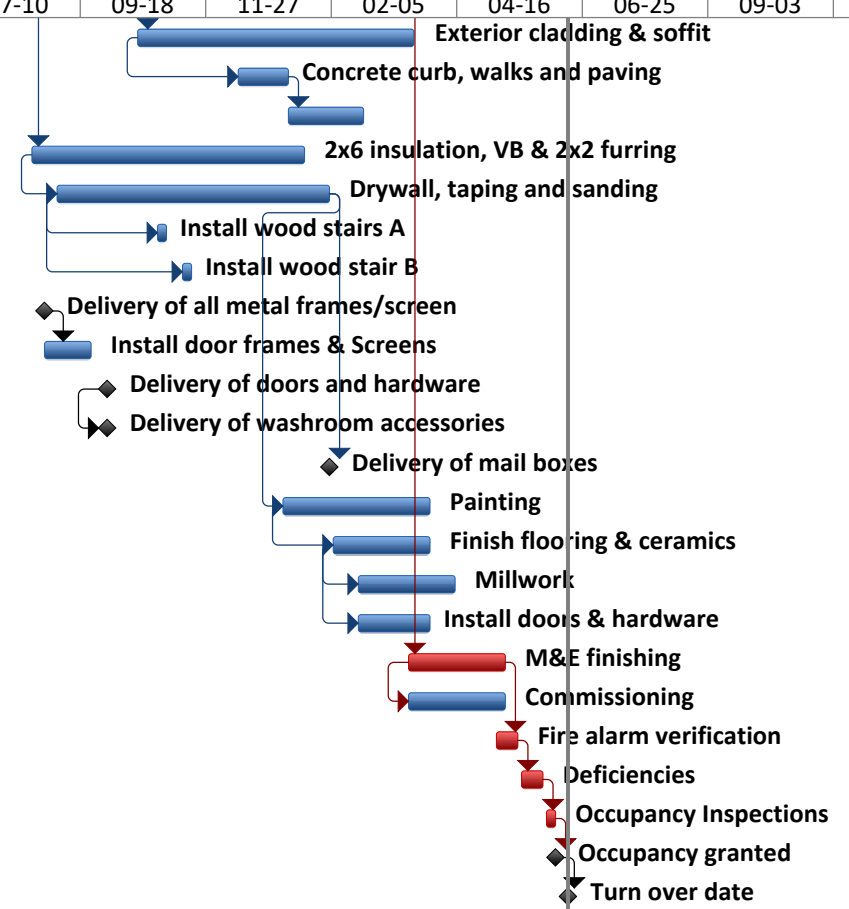 7-10 09-18 11-27 02-05 04-16 06-25 09-03
Exterior cladding & soffit
Concrete curb, walks and paving
2x6 insulation, VB & 2x2 furring
Drywall, taping and sanding
Install wood stairs A
Install wood stair B
Delivery of all metal frames/screen
Install door frames & Screens
Delivery of doors and hardware
Delivery of washroom accessories
Delivery of mail boxes
Painting
Finish flooring & ceramics
Millwork
Install doors & hardware
M&E finishing
Commissioning
Fire alarm verification
Deficiencies
Occupancy Inspections
Occupancy granted
Turn over date